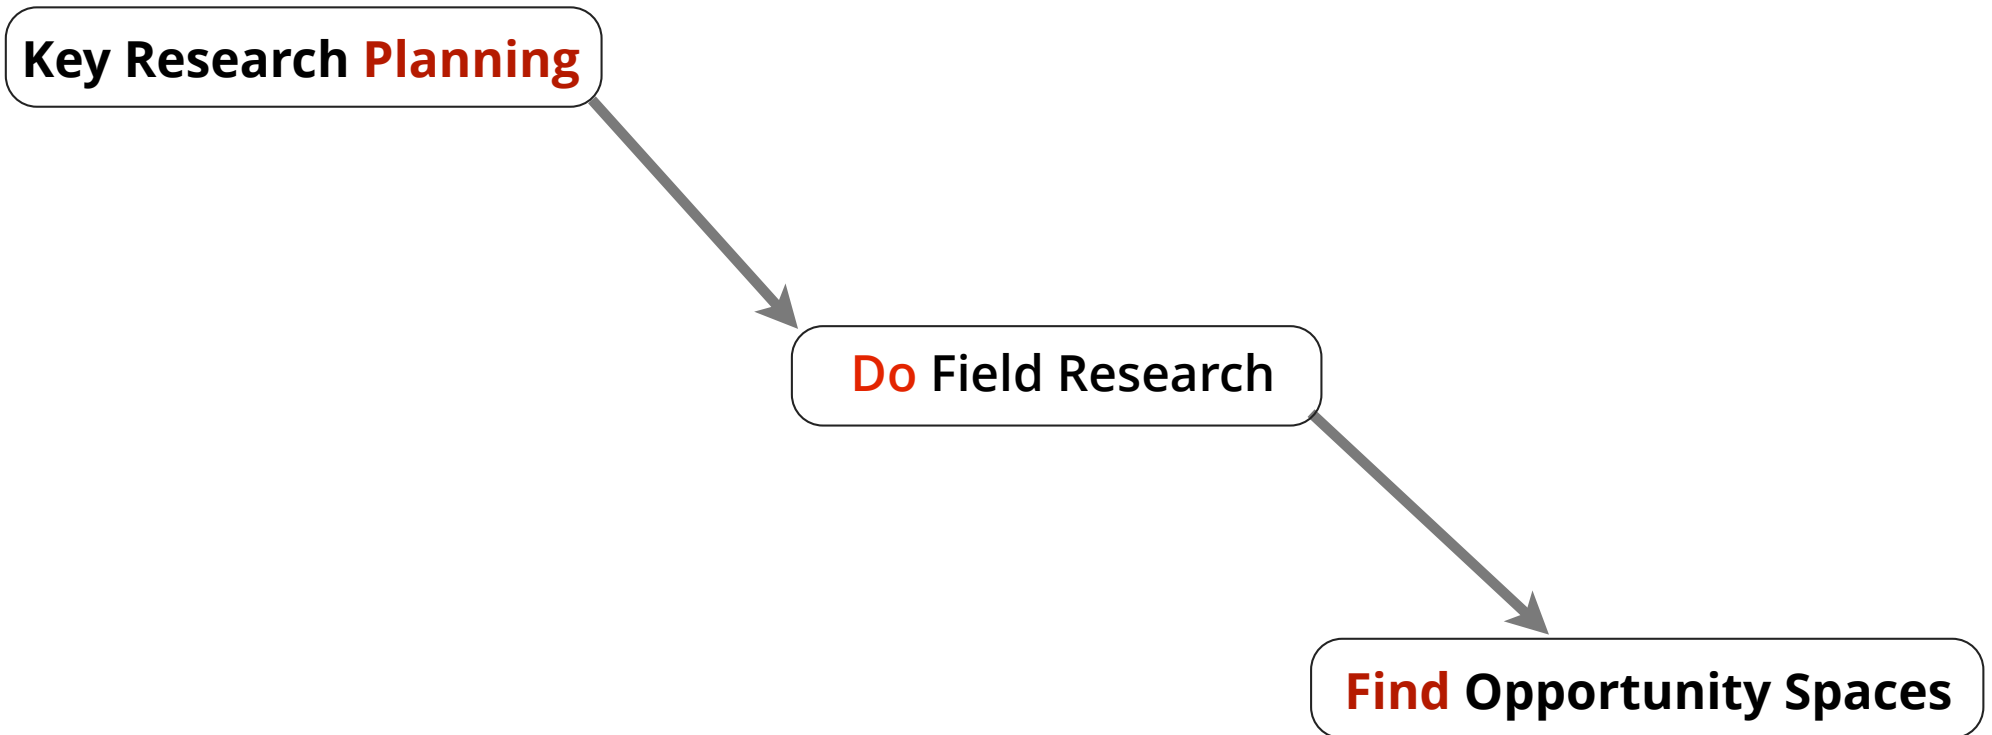 Key Research Planning
Do Field Research
Find Opportunity Spaces